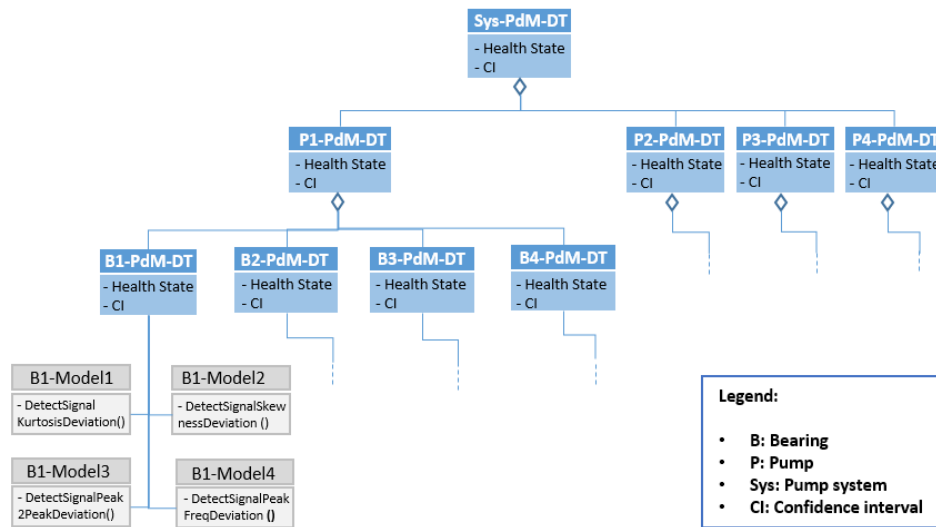 Sys-PdM-DT
- Health State
- CI
P1-PdM-DT
- Health State
- CI
P2-PdM-DT
- Health State
- CI
P3-PdM-DT
- Health State
- CI
P4-PdM-DT
- Health State
- CI
B1-PdM-DT
- Health State
- CI
B2-PdM-DT
- Health State
- CI
B3-PdM-DT
- Health State
- CI
B4-PdM-DT
- Health State
- CI
B1-Model1
- DetectSignal
KurtosisDeviation()
B1-Model2
- DetectSignalSkew
nessDeviation ()
B1-Model3
- DetectSignalPeak
2PeakDeviation()
B1-Model4
- DetectSignalPeak
FreqDeviation ()
Legend:
• B: Bearing
• P: Pump
• Sys: Pump system
• CI: Confidence interval